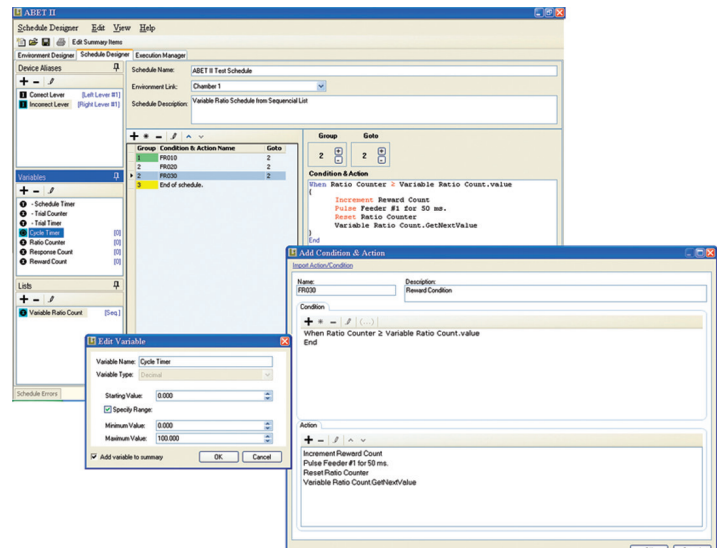 ABET II
Schedule Designer Edit View Help
Edit Summary Items
Environment Designer Schedule Designer Execution Manager
Device Aliases
Correct Lever [Left Lever #1]
Incorrect Lever [Right Lever #1]
Schedule Name: ABET II Test Schedule
Environment Link: Chamber 1
Schedule Description: Variable Ratio Schedule from Sequencial List
Group Condition & Action Name Goto
1 FR010 2
2 FR020 2
2 FR030 2
3 End of schedule.
Group Goto
2 2
Condition & Action
When Ratio Counter ≥ Variable Ratio Count.value
{
Increment Reward Count
Pulse Feeder #1 for 50 ms.
Reset Ratio Counter
Variable Ratio Count.GetNextValue
}
End
Variables
- Schedule Timer
- Trial Counter
- Trial Timer
Cycle Timer [0]
Ratio Counter [0]
Response Count [0]
Reward Count [0]
Lists
Variable Ratio Count [Seq.]
Schedule Errors
Edit Variable
Variable Name: Cycle Timer
Variable Type: Decimal
Starting Value: 0.000
Specify Range:
Minimum Value: 0.000
Maximum Value: 100.000
Add variable to summary OK Cancel
Add Condition & Action
Import Action/Condition
Name: Description:
FR030 Reward Condition
Condition
(...)
When Ratio Counter ≥ Variable Ratio Count.value
End
Action
Increment Reward Count
Pulse Feeder #1 for 50 ms.
Reset Ratio Counter
Variable Ratio Count.GetNextValue